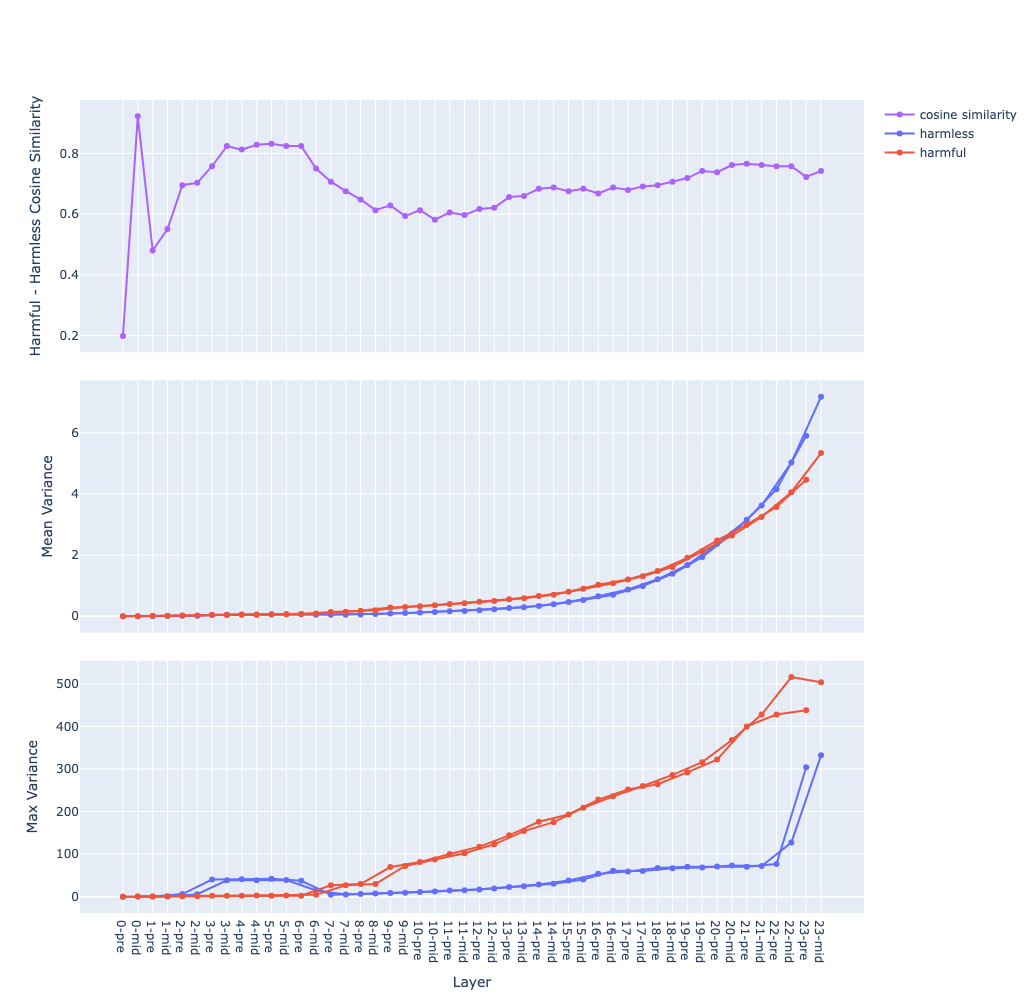 Harmful - Harmless Cosine Similarity
0.8
0.6
0.4
0.2
cosine similarity
harmless
harmful
Mean Variance
6
4
2
0
Max Variance
500
400
300
200
100
0
0-pre
0-mid
1-pre
1-mid
2-pre
2-mid
3-pre
3-mid
4-pre
4-mid
5-pre
5-mid
6-pre
6-mid
7-pre
7-mid
8-pre
8-mid
9-pre
9-mid
10-pre
10-mid
11-pre
11-mid
12-pre
12-mid
13-pre
13-mid
14-pre
14-mid
15-pre
15-mid
16-pre
16-mid
17-pre
17-mid
18-pre
18-mid
19-pre
19-mid
20-pre
20-mid
21-pre
21-mid
22-pre
22-mid
23-pre
23-mid
Layer